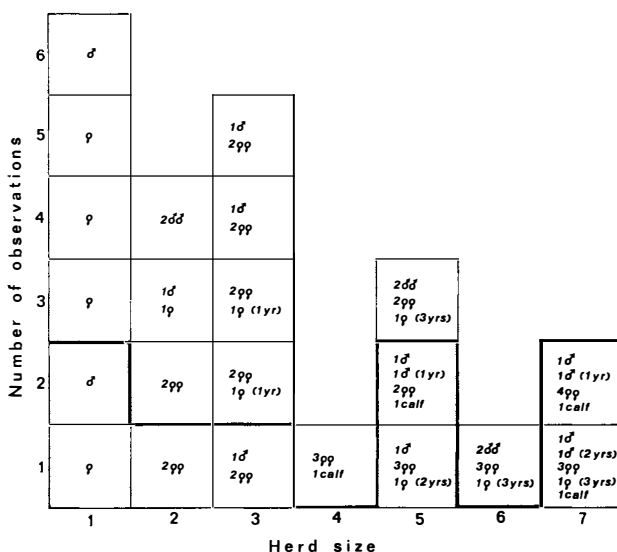 Number of observations
6
♂
5
♀
1♂
2♀♀
4
♀
2♂♂
1♂
2♀♀
3
♀
1♂
1♀
2♀♀
1♀ (1yr)
2♂♂
2♀♀
1♀ (3yrs)
2
♂
2♀♀
2♀♀
1♀ (1yr)
1♂
1♂ (1yr)
2♀♀
1calf
1♂
1♂ (1yr)
4♀♀
1calf
1
♀
2♀♀
1♂
2♀♀
3♀♀
1calf
1♂
3♀♀
1♀ (2yrs)
2♂♂
3♀♀
1♀ (3yrs)
1♂
1♂ (2yrs)
3♀♀
1♀ (3yrs)
1calf
1 2 3 4 5 6 7
Herd size